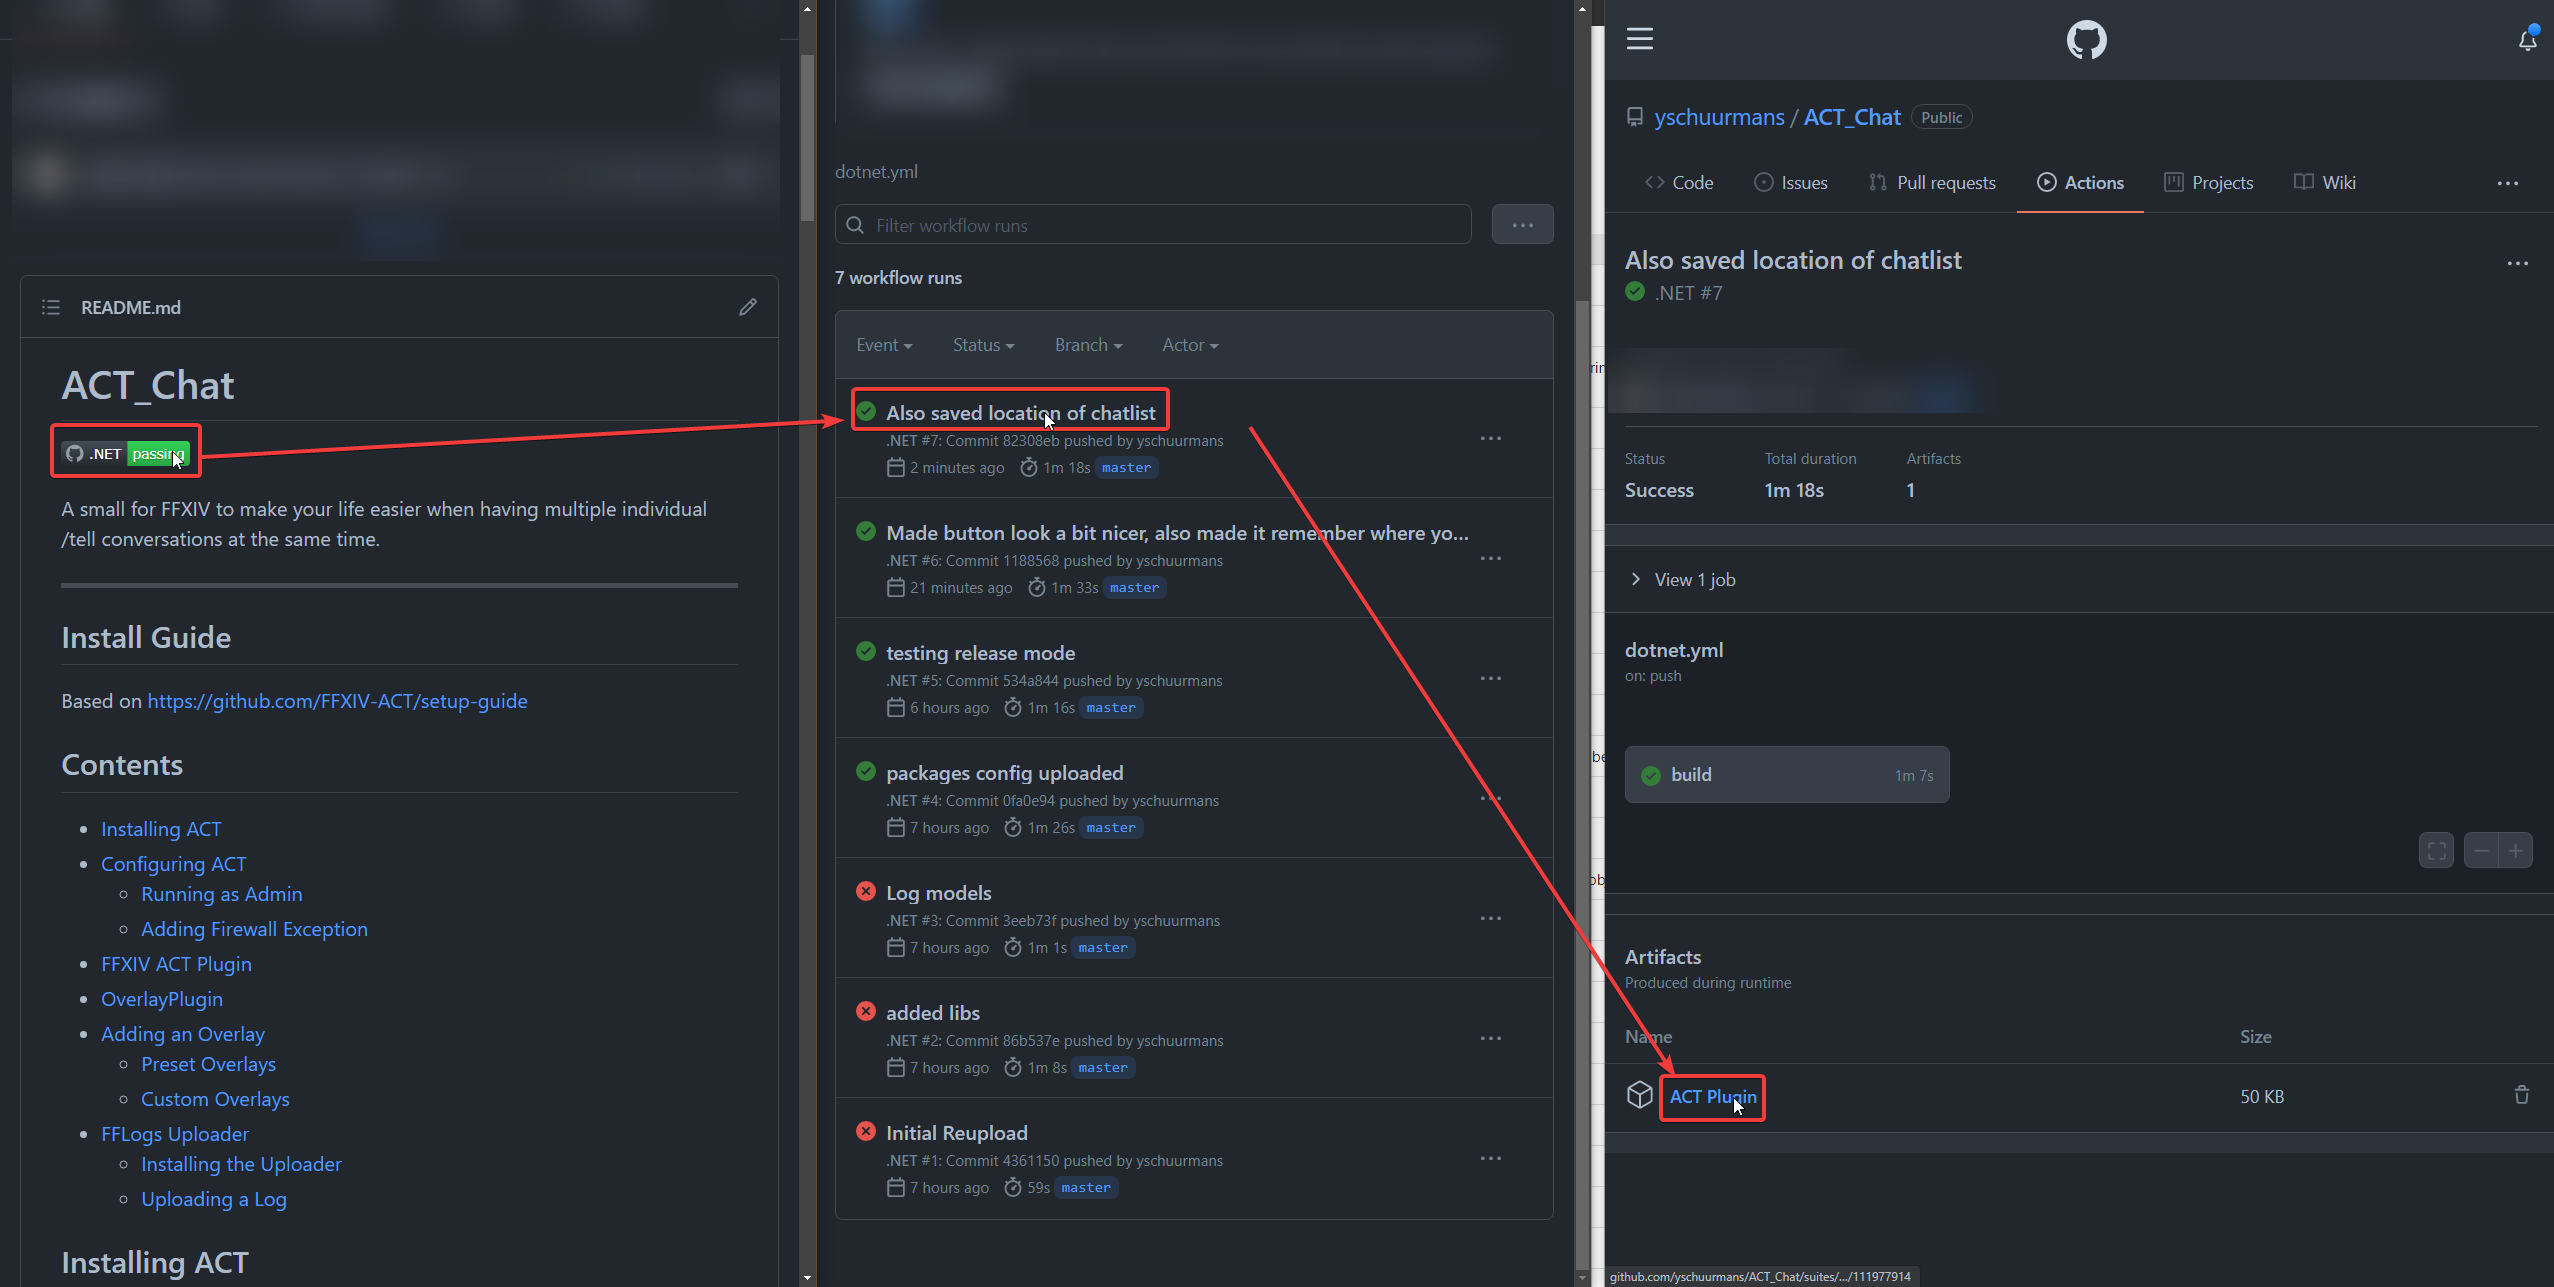 README.md
ACT_Chat
.NET passing
A small for FFXIV to make your life easier when having multiple individual
/tell conversations at the same time.
Install Guide
Based on https://github.com/FFXIV-ACT/setup-guide
Contents
Installing ACT
Configuring ACT
Running as Admin
Adding Firewall Exception
FFXIV ACT Plugin
OverlayPlugin
Adding an Overlay
Preset Overlays
Custom Overlays
FFLogs Uploader
Installing the Uploader
Uploading a Log
Installing ACT
dotnet.yml
Filter workflow runs
7 workflow runs
Event Status Branch Actor
Also saved location of chatlist
.NET #7: Commit 82308eb pushed by yschuurmans
2 minutes ago 1m 18s master
Made button look a bit nicer, also made it remember where yo...
.NET #6: Commit 1188568 pushed by yschuurmans
21 minutes ago 1m 33s master
testing release mode
.NET #5: Commit 534a844 pushed by yschuurmans
6 hours ago 1m 16s master
packages config uploaded
.NET #4: Commit 0fa0e94 pushed by yschuurmans
7 hours ago 1m 26s master
Log models
.NET #3: Commit 3eeb73f pushed by yschuurmans
7 hours ago 1m 1s master
added libs
.NET #2: Commit 86b537e pushed by yschuurmans
7 hours ago 1m 8s master
Initial Reupload
.NET #1: Commit 4361150 pushed by yschuurmans
7 hours ago 59s master
yschuurmans / ACT_Chat Public
Code Issues Pull requests Actions Projects Wiki
Also saved location of chatlist
.NET #7
Status Total duration Artifacts
Success 1m 18s 1
View 1 job
dotnet.yml
on: push
build 1m 7s
Artifacts
Produced during runtime
Name Size
ACT Plugin 50 KB
github.com/yschuurmans/ACT_Chat/suites/.../111977914